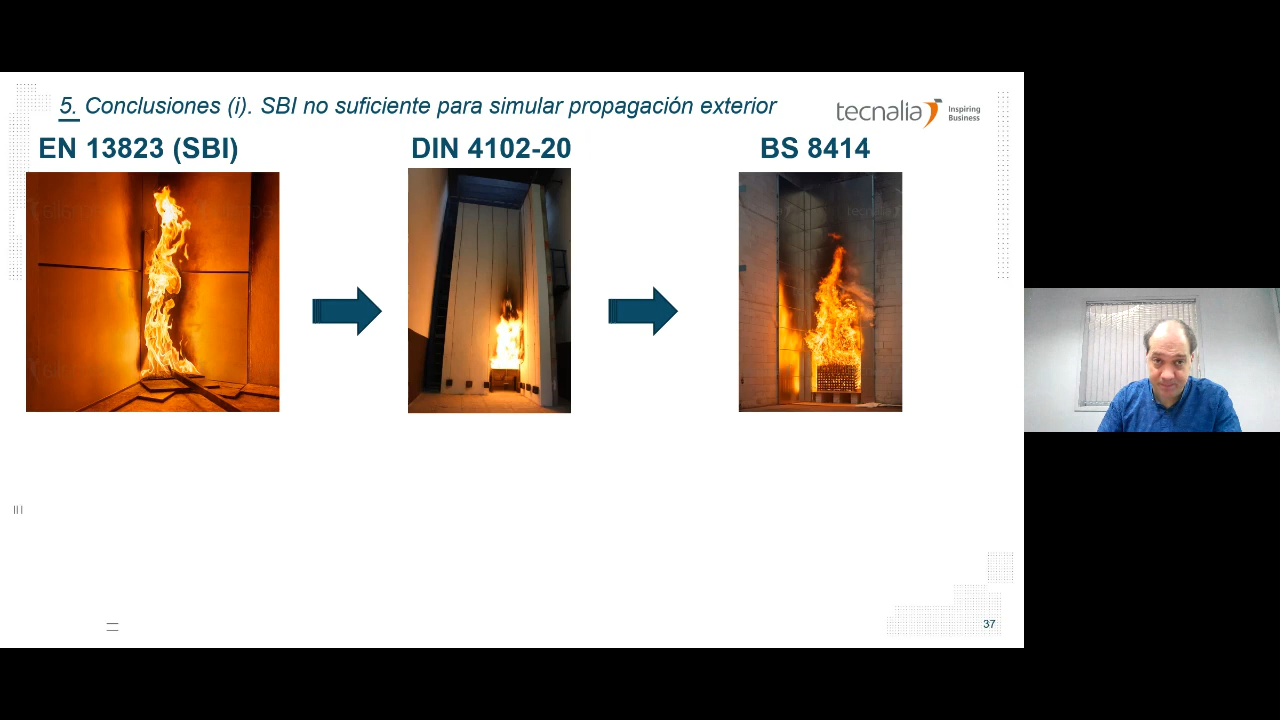 5. Conclusiones (i). SBI no suficiente para simular propagación exterior
tecnalia Inspiring Business
EN 13823 (SBI)
DIN 4102-20
BS 8414
37